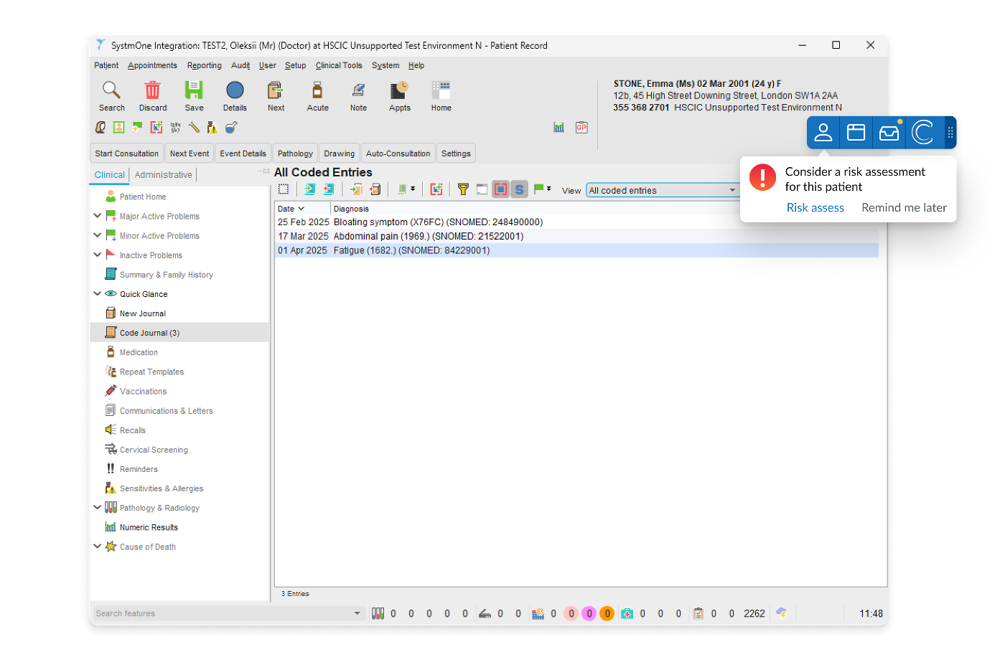 SystmOne Integration: TEST2, Oleksii (Mr) (Doctor) at HSCIC Unsupported Test Environment N - Patient Record
Patient Appointments Reporting Audit User Setup Clinical Tools System Help
STONE, Emma (Ms) 02 Mar 2001 (24 y) F
12b, 45 High Street Downing Street, London SW1A 2AA
355 368 2701 HSCIC Unsupported Test Environment N
Search Discard Save Details Next Acute Note Appts Home
1234
567
GP
Start Consultation Next Event Event Details Pathology Drawing Auto-Consultation Settings
Clinical Administrative
All Coded Entries
Consider a risk assessment
for this patient
Risk assess Remind me later
S
View All coded entries
Date Diagnosis
25 Feb 2025 Bloating symptom (X76FC) (SNOMED: 248490000)
17 Mar 2025 Abdominal pain (1969.) (SNOMED: 21522001)
01 Apr 2025 Fatigue (1682.) (SNOMED: 84229001)
Patient Home
Major Active Problems
Minor Active Problems
Inactive Problems
Summary & Family History
Quick Glance
New Journal
Code Journal (3)
Medication
Repeat Templates
Vaccinations
Communications & Letters
Recalls
Cervical Screening
Reminders
Sensitivities & Allergies
Pathology & Radiology
Numeric Results
Cause of Death
3 Entries
Search features
0 0 0 0 0 0 0 0 0 0 0 0 0 0 0 0 2262
11:48